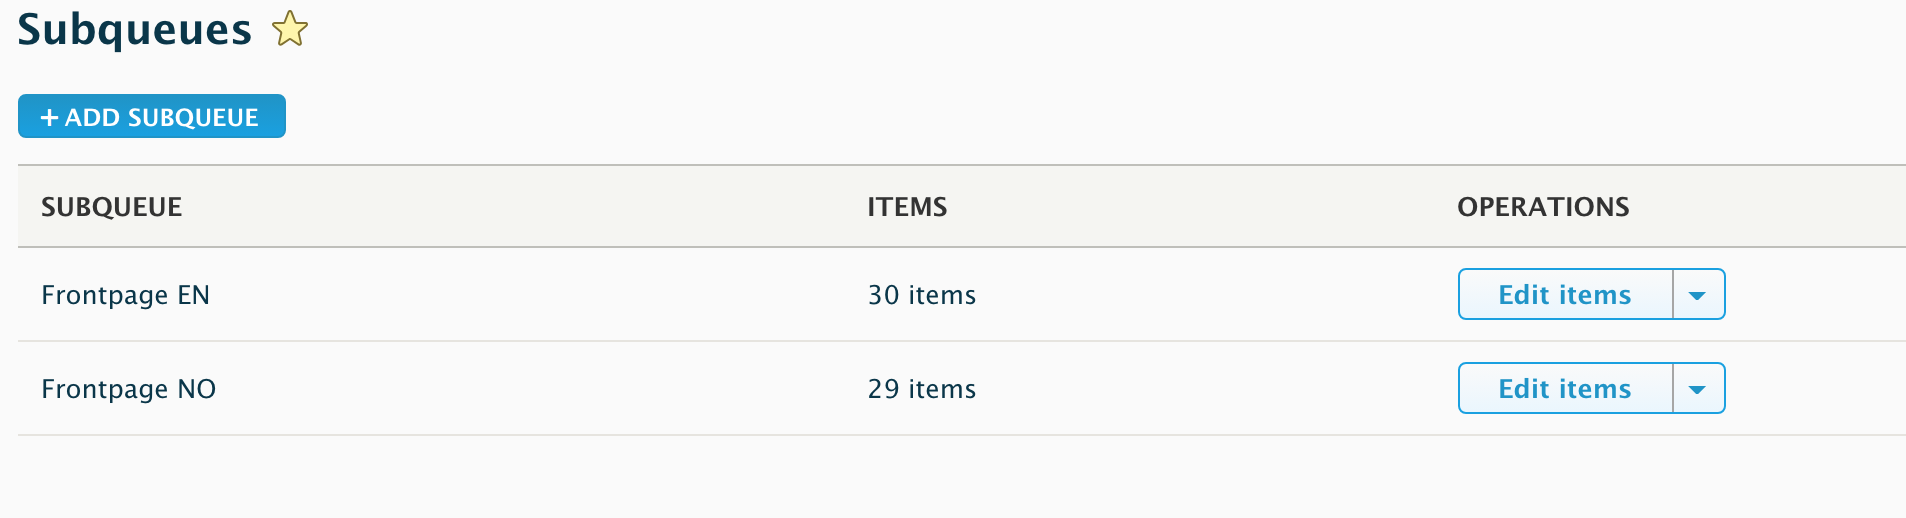 Subqueues
+ ADD SUBQUEUE
SUBQUEUE ITEMS OPERATIONS
Frontpage EN 30 items Edit items
Frontpage NO 29 items Edit items